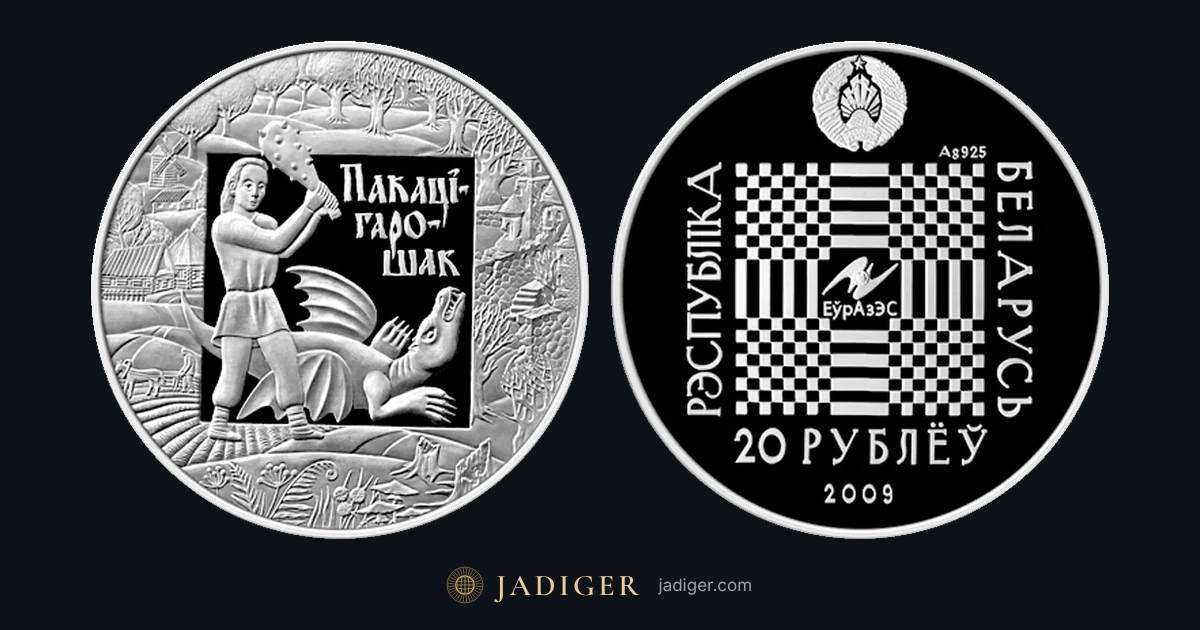 Пакаці-
гаро-
шак
Ag925
РЭСПУБЛІКА
БЕЛАРУСЬ
ЕўрАзЭС
20 РУБЛЁЎ
2009
JADIGER
jadiger.com